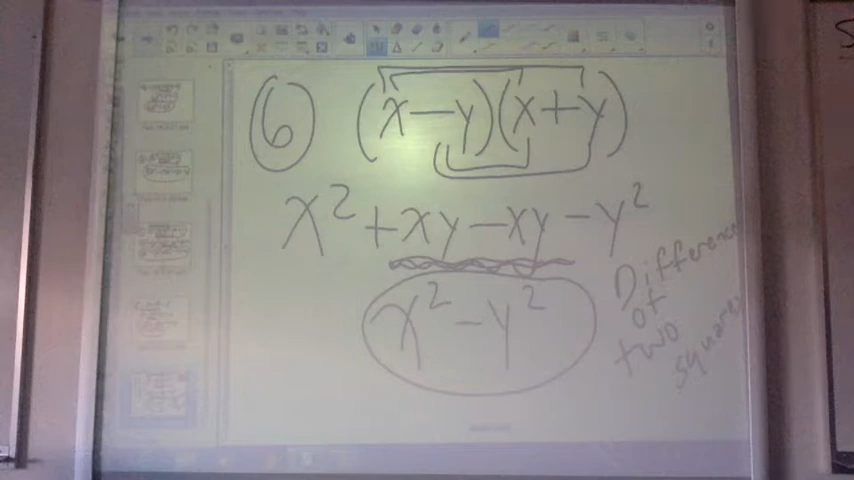 6 (x-y)(x+y)
x² + xy - xy - y²
x² - y²
Difference
of
two
squares